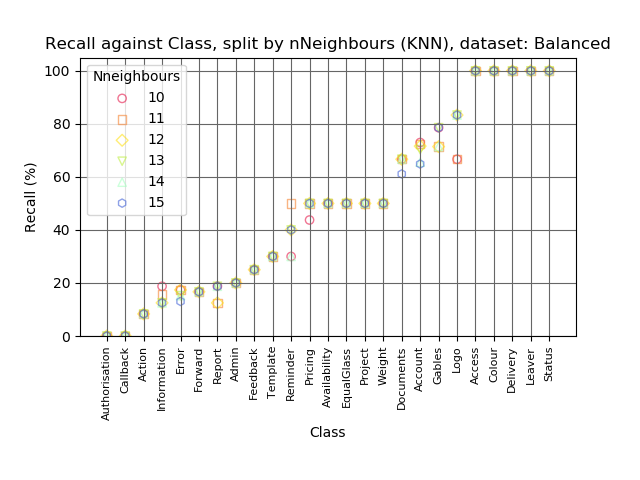 Recall against Class, split by nNeighbours (KNN), dataset: Balanced
Nneighbours
10
11
12
13
14
15
Recall (%)
100
80
60
40
20
0
Authorisation
Callback
Action
Information
Error
Forward
Report
Admin
Feedback
Template
Reminder
Pricing
Availability
EqualGlass
Project
Weight
Documents
Account
Gables
Logo
Access
Colour
Delivery
Leaver
Status
Class